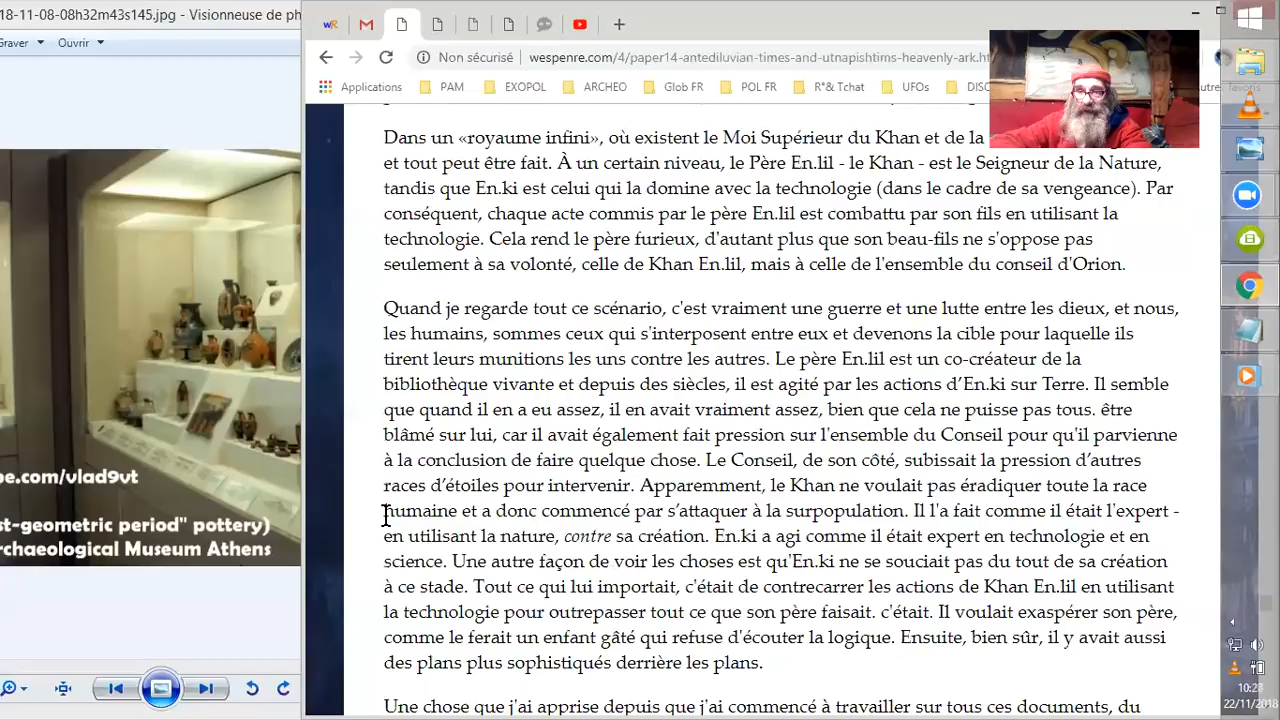 18-11-08-08h32m43s145.jpg - Visionneuse de ph
Graver
Ouvrir
Non sécurisé
wespenre.com/4/paper14-antediluvian-times-and-utnapishtims-heavenly-ark.ht
Applications
PAM
EXOPOL
ARCHEO
Glob FR
POL FR
R*& Tchat
UFOs
DISC
Autres favoris
Dans un «royaume infini», où existent le Moi Supérieur du Khan et de la
et tout peut être fait. À un certain niveau, le Père En.lil - le Khan - est le Seigneur de la Nature,
tandis que En.ki est celui qui la domine avec la technologie (dans le cadre de sa vengeance). Par
conséquent, chaque acte commis par le père En.lil est combattu par son fils en utilisant la
technologie. Cela rend le père furieux, d'autant plus que son beau-fils ne s'oppose pas
seulement à sa volonté, celle de Khan En.lil, mais à celle de l'ensemble du conseil d'Orion.
Quand je regarde tout ce scénario, c'est vraiment une guerre et une lutte entre les dieux, et nous,
les humains, sommes ceux qui s'interposent entre eux et devenons la cible pour laquelle ils
tirent leurs munitions les uns contre les autres. Le père En.lil est un co-créateur de la
bibliothèque vivante et depuis des siècles, il est agité par les actions d'En.ki sur Terre. Il semble
que quand il en a eu assez, il en avait vraiment assez, bien que cela ne puisse pas tous. être
blâmé sur lui, car il avait également fait pression sur l'ensemble du Conseil pour qu'il parvienne
à la conclusion de faire quelque chose. Le Conseil, de son côté, subissait la pression d'autres
races d'étoiles pour intervenir. Apparemment, le Khan ne voulait pas éradiquer toute la race
humaine et a donc commencé par s'attaquer à la surpopulation. Il l'a fait comme il était l'expert -
en utilisant la nature, contre sa création. En.ki a agi comme il était expert en technologie et en
science. Une autre façon de voir les choses est qu'En.ki ne se souciait pas du tout de sa création
à ce stade. Tout ce qui lui importait, c'était de contrecarrer les actions de Khan En.lil en utilisant
la technologie pour outrepasser tout ce que son père faisait. c'était. Il voulait exaspérer son père,
comme le ferait un enfant gâté qui refuse d'écouter la logique. Ensuite, bien sûr, il y avait aussi
des plans plus sophistiqués derrière les plans.
Une chose que j'ai apprise depuis que j'ai commencé à travailler sur tous ces documents, du
be.com/vlad9vt
st-geometric period" pottery)
rchaeological Museum Athens
10:23
22/11/2018